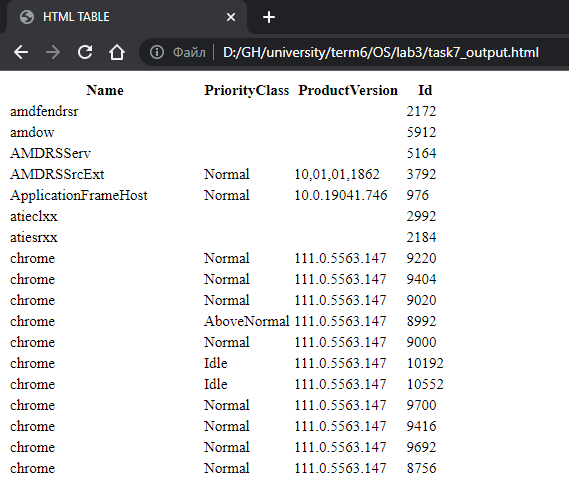 HTML TABLE
Файл D:/GH/university/term6/OS/lab3/task7_output.html
Name PriorityClass ProductVersion Id
amdfendrsr 2172
amdow 5912
AMDRSServ 5164
AMDRSSrcExt Normal 10,01,01,1862 3792
ApplicationFrameHost Normal 10.0.19041.746 976
atieclxx 2992
atiesrxx 2184
chrome Normal 111.0.5563.147 9220
chrome Normal 111.0.5563.147 9404
chrome Normal 111.0.5563.147 9020
chrome AboveNormal 111.0.5563.147 8992
chrome Normal 111.0.5563.147 9000
chrome Idle 111.0.5563.147 10192
chrome Idle 111.0.5563.147 10552
chrome Normal 111.0.5563.147 9700
chrome Normal 111.0.5563.147 9416
chrome Normal 111.0.5563.147 9692
chrome Normal 111.0.5563.147 8756